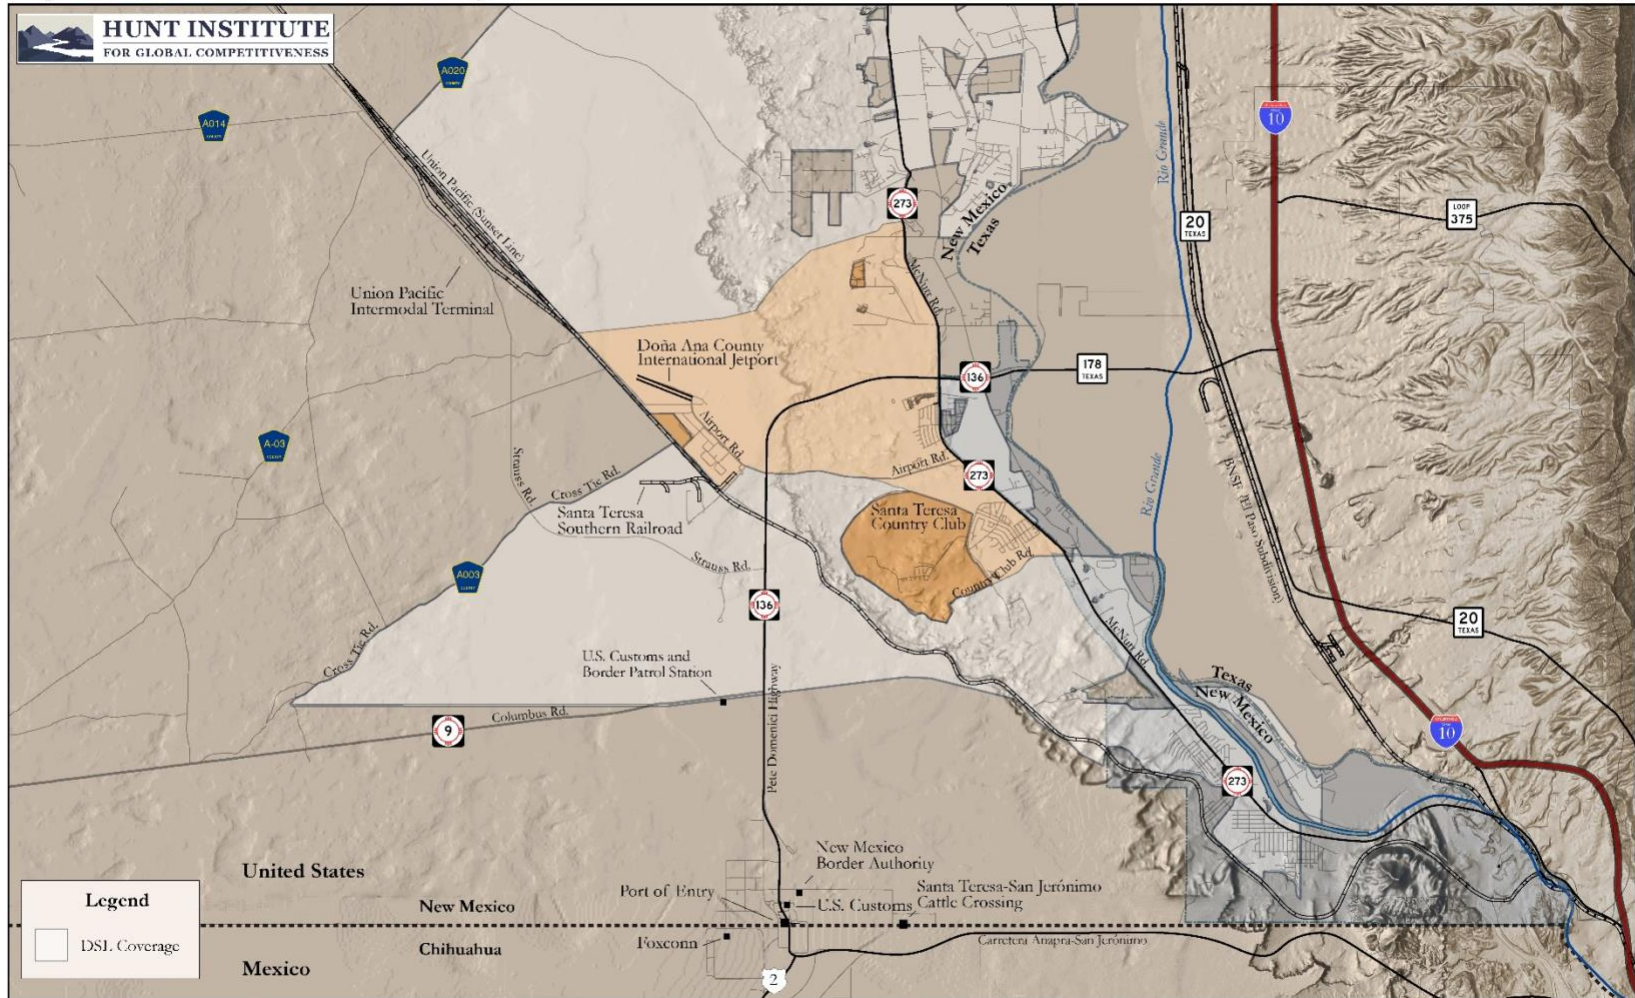 HUNT INSTITUTE
FOR GLOBAL COMPETITIVENESS
A020
COUNTY
A014
COUNTY
10
Rio Grande
Union Pacific (Sunset Line)
273
20
TEXAS
LOOP
375
New Mexico
Texas
McNutt Rd.
Union Pacific
Intermodal Terminal
Doña Ana County
International Jetport
136
178
TEXAS
A-03
COUNTY
Airport Rd.
Strauss Rd.
Cross Tie Rd.
Airport Rd.
273
Rio Grande
BNSF (El Paso Subdivision)
Santa Teresa
Southern Railroad
Santa Teresa
Country Club
Strauss Rd.
Country Club Rd.
A003
COUNTY
136
20
TEXAS
Cross Tie Rd.
McNutt Rd.
U.S. Customs and
Border Patrol Station
Texas
New Mexico
Columbus Rd.
9
Pete Domenici Highway
10
273
New Mexico
Border Authority
United States
Port of Entry
U.S. Customs
Santa Teresa-San Jerónimo
Cattle Crossing
Legend
DSL Coverage
New Mexico
Chihuahua
Foxconn
Carretera Anapra-San Jerónimo
Mexico
2